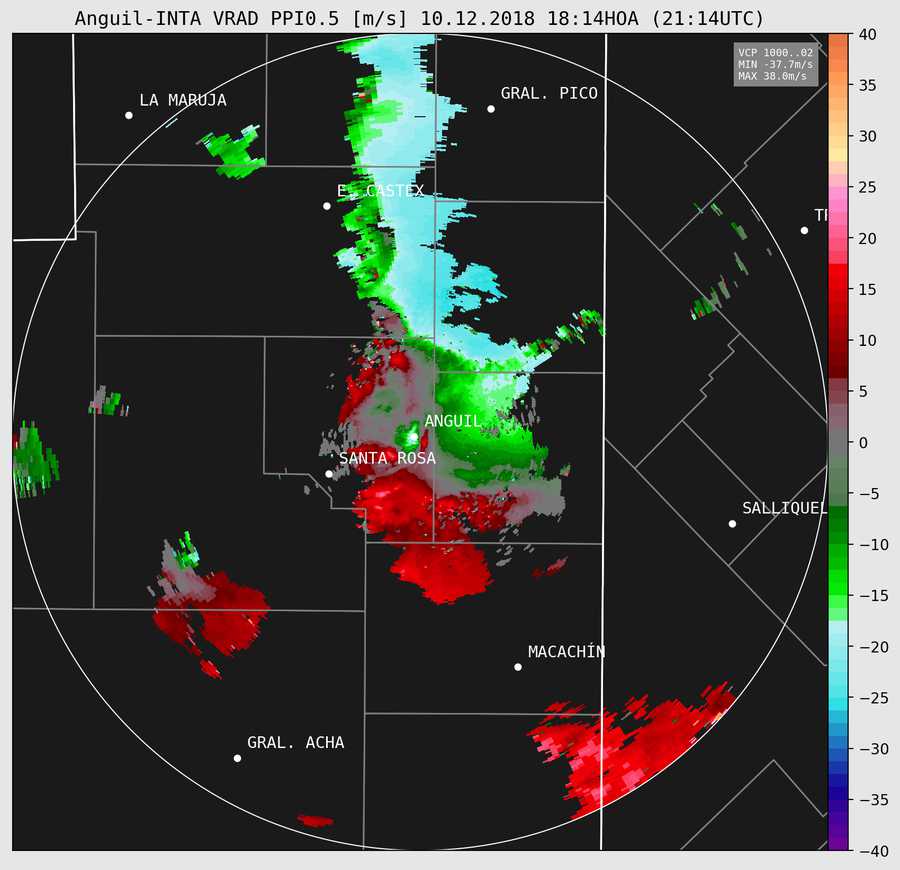 Anguil-INTA VRAD PPI0.5 [m/s] 10.12.2018 18:14HOA (21:14UTC)
VCP 1000..02
MIN -37.7m/s
MAX 38.0m/s
LA MARUJA
GRAL. PICO
E. CASTEX
TR
ANGUIL
SANTA ROSA
SALLIQUEL
MACACHÍN
GRAL. ACHA
40
35
30
25
20
15
10
5
0
−5
−10
−15
−20
−25
−30
−35
−40